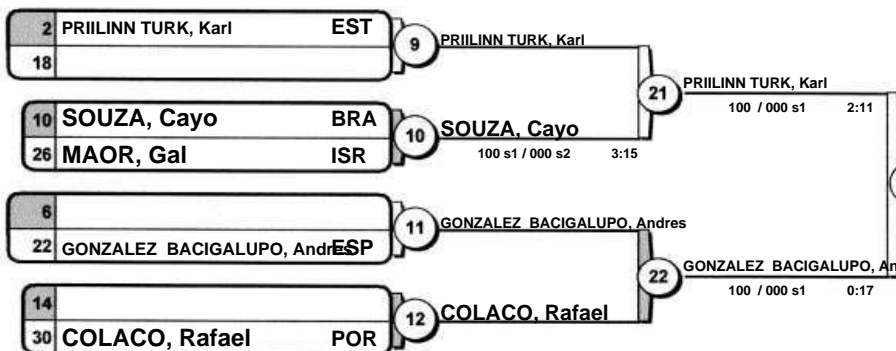 2 PRIILINN TURK, Karl EST
18
9 PRIILINN TURK, Karl
10 SOUZA, Cayo BRA
26 MAOR, Gal ISR
10 SOUZA, Cayo
100 s1 / 000 s2 3:15
21 PRIILINN TURK, Karl
100 / 000 s1 2:11
6
22 GONZALEZ BACIGALUPO, Andres ESP
11 GONZALEZ BACIGALUPO, Andres
14
30 COLACO, Rafael POR
12 COLACO, Rafael
22 GONZALEZ BACIGALUPO, An
100 / 000 s1 0:17